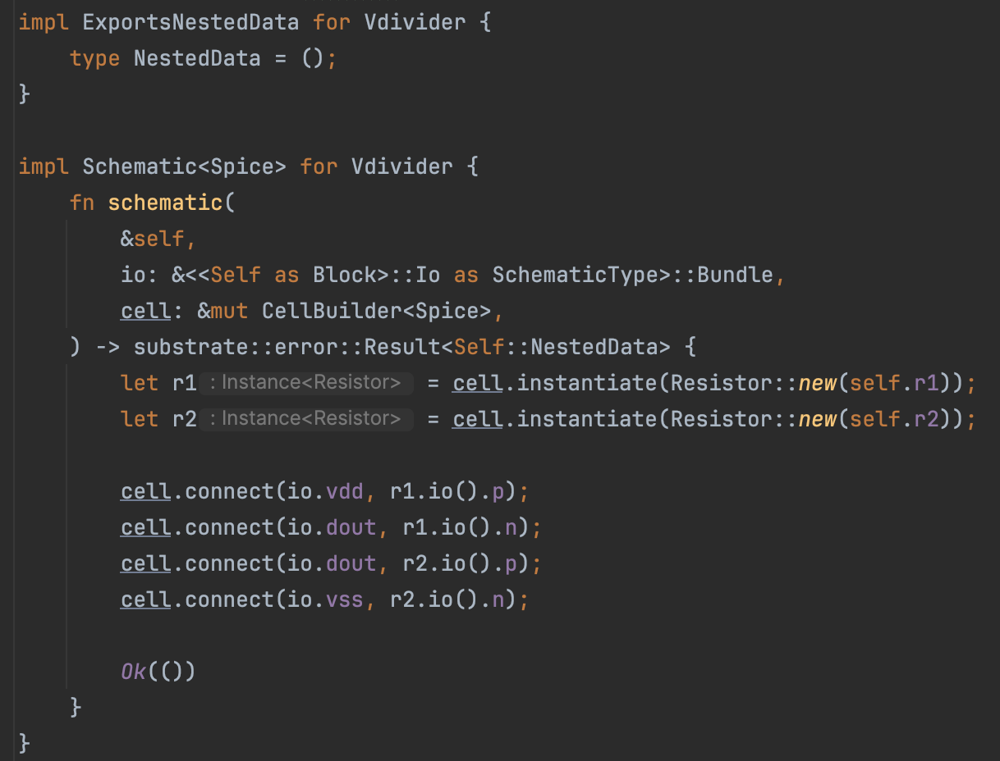 impl ExportsNestedData for Vdivider {
    type NestedData = ();
}

impl Schematic<Spice> for Vdivider {
    fn schematic(
        &self,
        io: &<<Self as Block>::Io as SchematicType>::Bundle,
        cell: &mut CellBuilder<Spice>,
    ) -> substrate::error::Result<Self::NestedData> {
        let r1 : Instance<Resistor> = cell.instantiate(Resistor::new(self.r1));
        let r2 : Instance<Resistor> = cell.instantiate(Resistor::new(self.r2));

        cell.connect(io.vdd, r1.io().p);
        cell.connect(io.dout, r1.io().n);
        cell.connect(io.dout, r2.io().p);
        cell.connect(io.vss, r2.io().n);

        Ok(())
    }
}